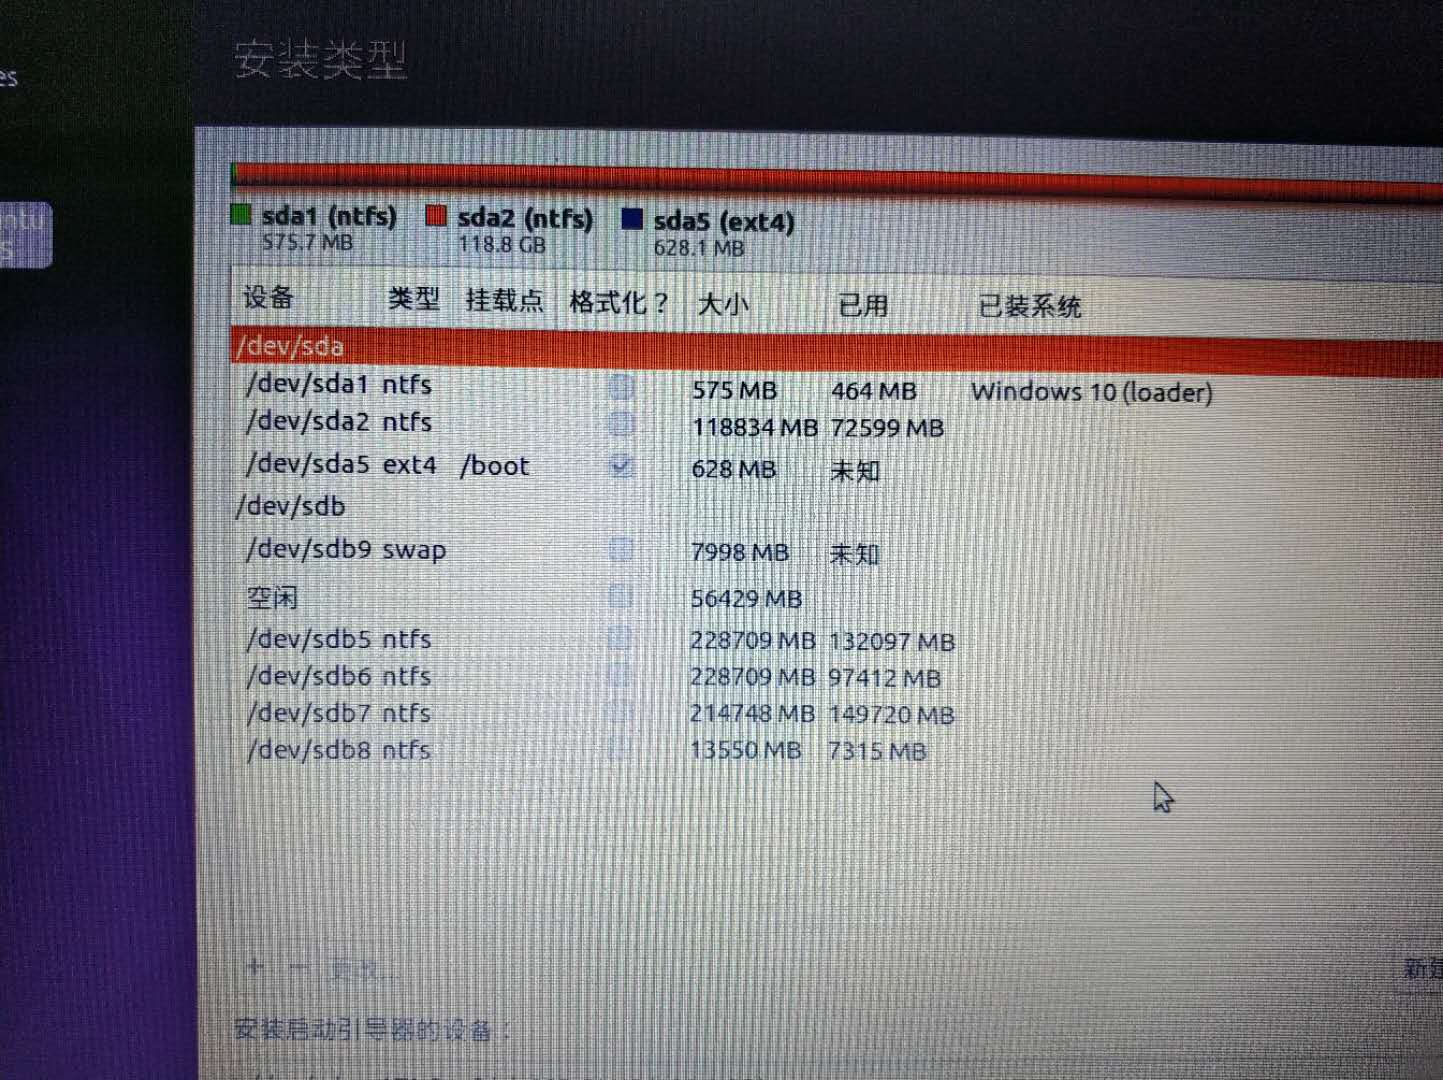 安装类型
es
ntu
s
sda1 (ntfs) sda2 (ntfs) sda5 (ext4)
575.7 MB 118.8 GB 628.1 MB
设备 类型 挂载点 格式化？ 大小 已用 已装系统
/dev/sda
/dev/sda1 ntfs 575 MB 464 MB Windows 10 (loader)
/dev/sda2 ntfs 118834 MB 72599 MB
/dev/sda5 ext4 /boot 628 MB 未知
/dev/sdb
/dev/sdb9 swap 7998 MB 未知
空闲 56429 MB
/dev/sdb5 ntfs 228709 MB 132097 MB
/dev/sdb6 ntfs 228709 MB 97412 MB
/dev/sdb7 ntfs 214748 MB 149720 MB
/dev/sdb8 ntfs 13550 MB 7315 MB
+ − 更改... 新建
安装启动引导器的设备：